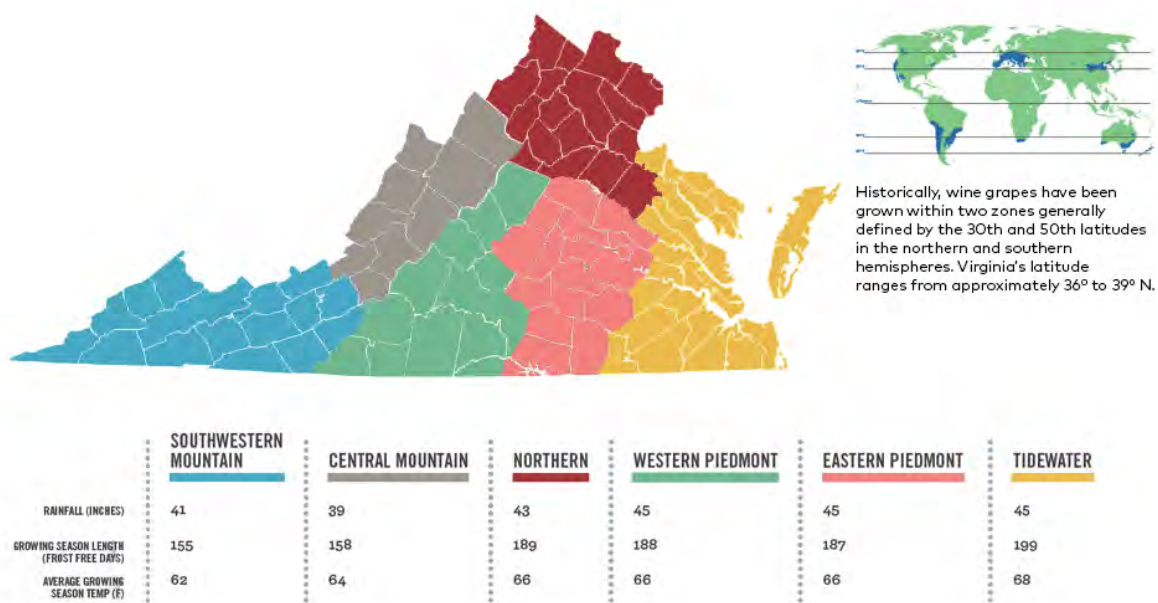 Historically, wine grapes have been
grown within two zones generally
defined by the 30th and 50th latitudes
in the northern and southern
hemispheres. Virginia's latitude
ranges from approximately 36º to 39º N.
SOUTHWESTERN
MOUNTAIN
CENTRAL MOUNTAIN
NORTHERN
WESTERN PIEDMONT
EASTERN PIEDMONT
TIDEWATER
RAINFALL (INCHES) 41 39 43 45 45 45
GROWING SEASON LENGTH
(FROST FREE DAYS) 155 158 189 188 187 199
AVERAGE GROWING
SEASON TEMP (F) 62 64 66 66 66 68